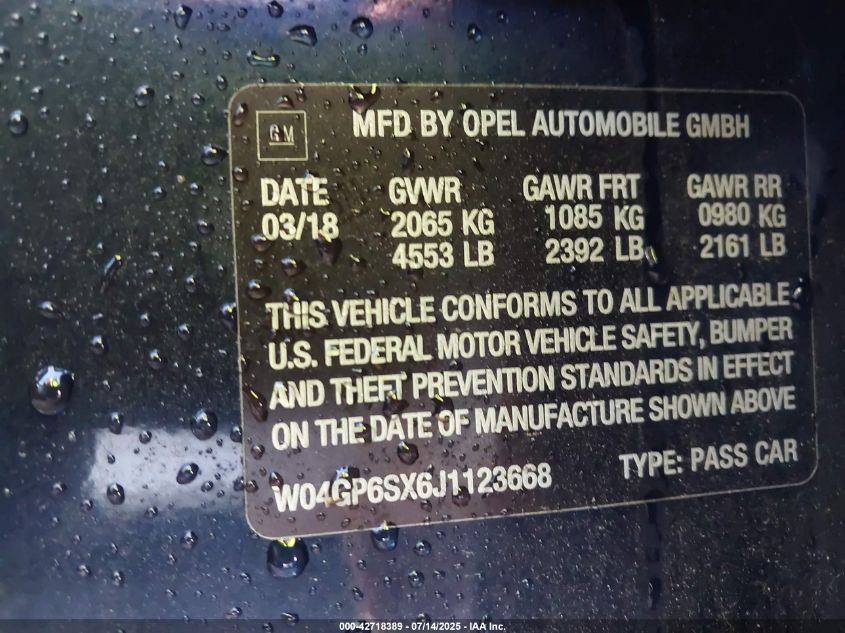 GM
MFD BY OPEL AUTOMOBILE GMBH
DATE GVWR GAWR FRT GAWR RR
03/18 2065 KG 1085 KG 0980 KG
4553 LB 2392 LB 2161 LB
THIS VEHICLE CONFORMS TO ALL APPLICABLE
U.S. FEDERAL MOTOR VEHICLE SAFETY, BUMPER
AND THEFT PREVENTION STANDARDS IN EFFECT
ON THE DATE OF MANUFACTURE SHOWN ABOVE
W04GP6SX6J1123668 TYPE: PASS CAR
000-42718389 - 07/14/2025 - IAA Inc.